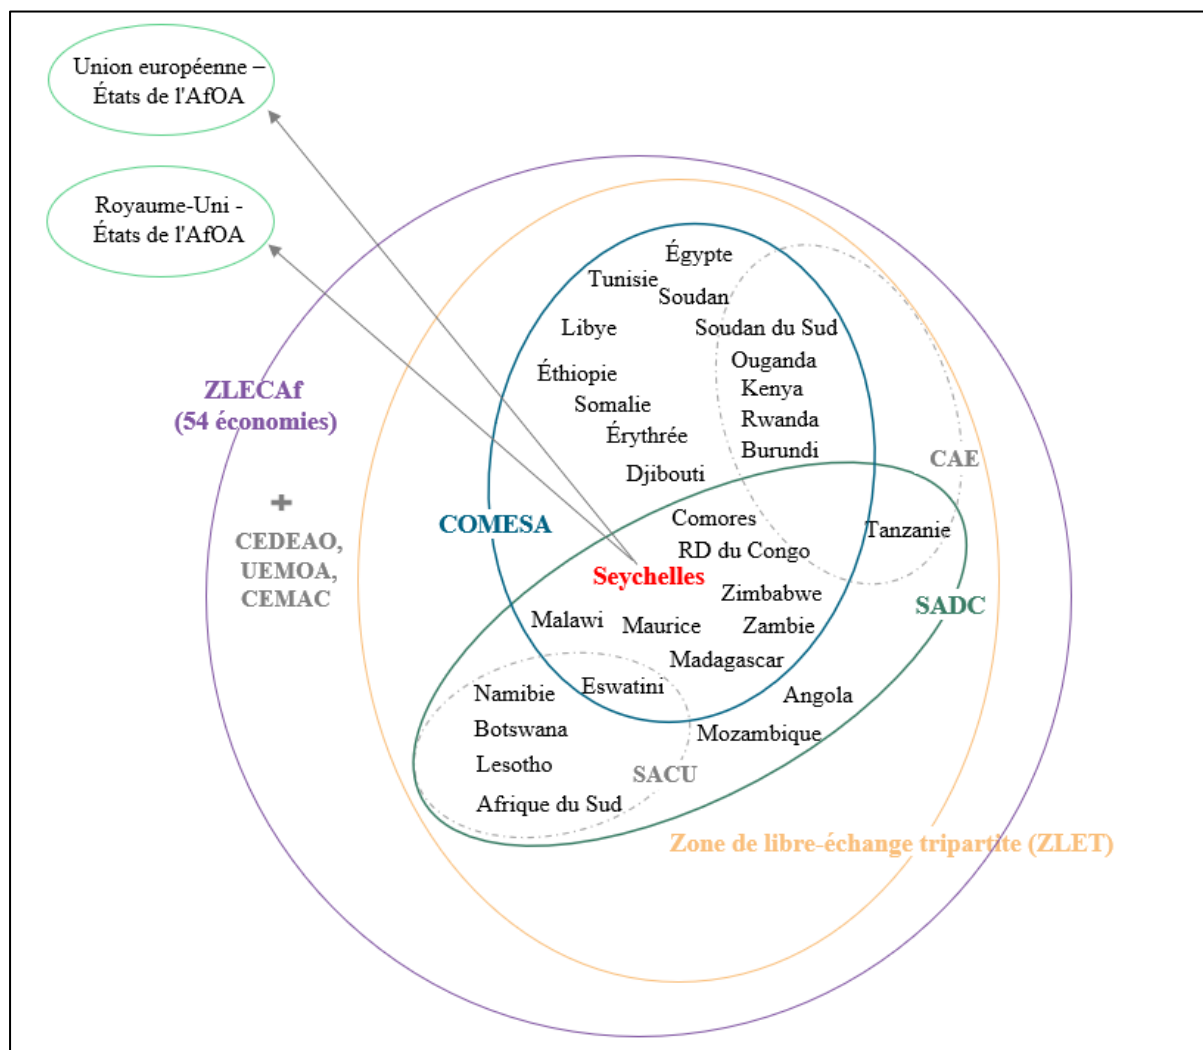 Union européenne –
États de l'AfOA
Royaume-Uni -
États de l'AfOA
Égypte
Tunisie
Soudan
Libye
Soudan du Sud
Ouganda
Éthiopie
Kenya
Somalie
Rwanda
Érythrée
Burundi
Djibouti
ZLECAf
(54 économies)
CAE
+
CEDEAO,
UEMOA,
CEMAC
COMESA
Comores
Tanzanie
RD du Congo
Seychelles
Zimbabwe
SADC
Malawi
Maurice
Zambie
Madagascar
Eswatini
Angola
Namibie
Botswana
Mozambique
Lesotho
SACU
Afrique du Sud
Zone de libre-échange tripartite (ZLET)